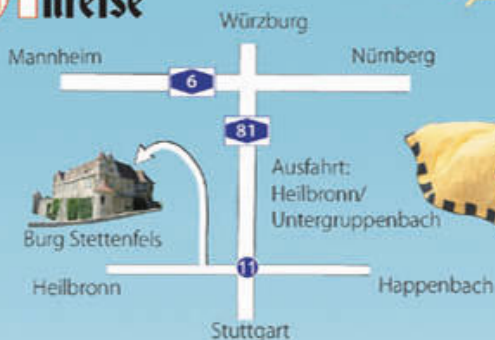 Anreise
Würzburg
Mannheim
Nürnberg
6
81
Ausfahrt:
Heilbronn/
Untergruppenbach
Burg Stettenfels
11
Heilbronn
Happenbach
Stuttgart